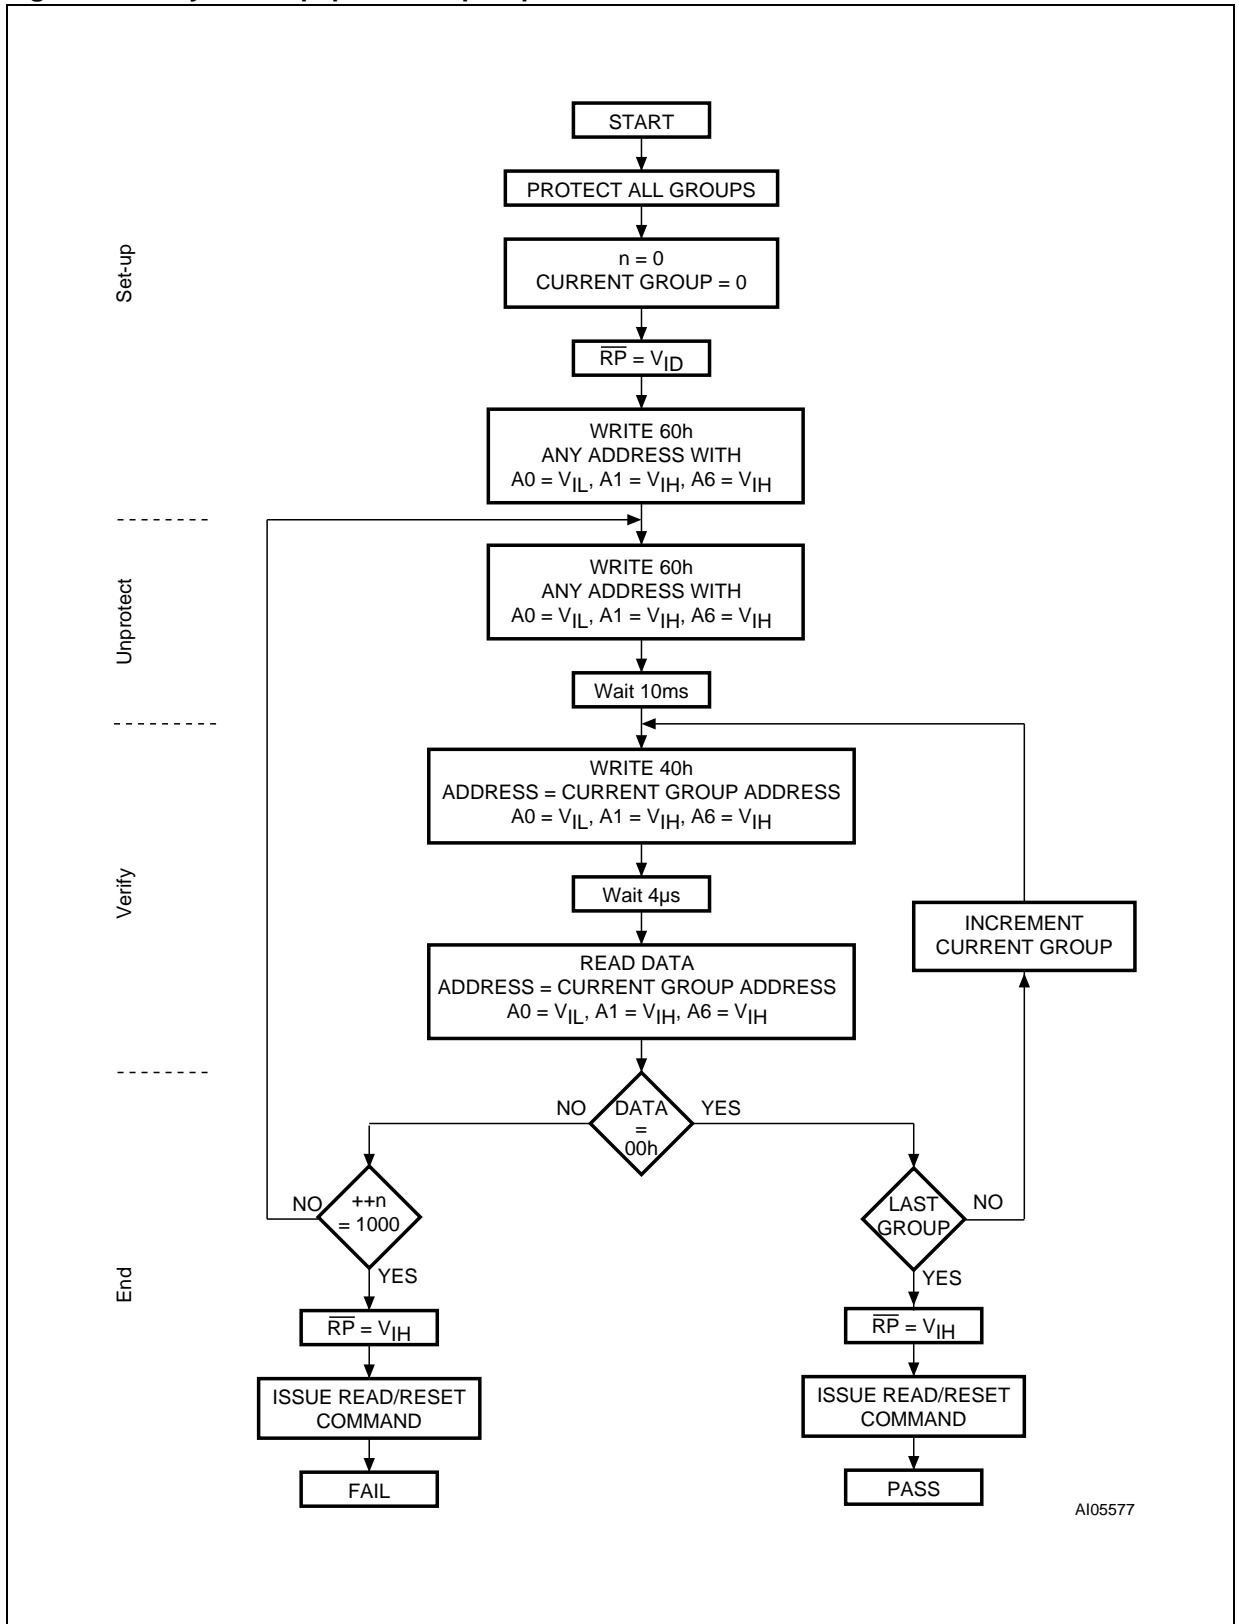 START
PROTECT ALL GROUPS
n = 0
CURRENT GROUP = 0
Set-up
RP = VID
WRITE 60h
ANY ADDRESS WITH
A0 = VIL, A1 = VIH, A6 = VIH
WRITE 60h
ANY ADDRESS WITH
A0 = VIL, A1 = VIH, A6 = VIH
Unprotect
Wait 10ms
WRITE 40h
ADDRESS = CURRENT GROUP ADDRESS
A0 = VIL, A1 = VIH, A6 = VIH
Verify
Wait 4µs
INCREMENT
CURRENT GROUP
READ DATA
ADDRESS = CURRENT GROUP ADDRESS
A0 = VIL, A1 = VIH, A6 = VIH
NO
DATA
=
00h
YES
NO
++n
= 1000
YES
LAST
GROUP
NO
YES
End
RP = VIH
RP = VIH
ISSUE READ/RESET
COMMAND
ISSUE READ/RESET
COMMAND
FAIL
PASS
AI05577